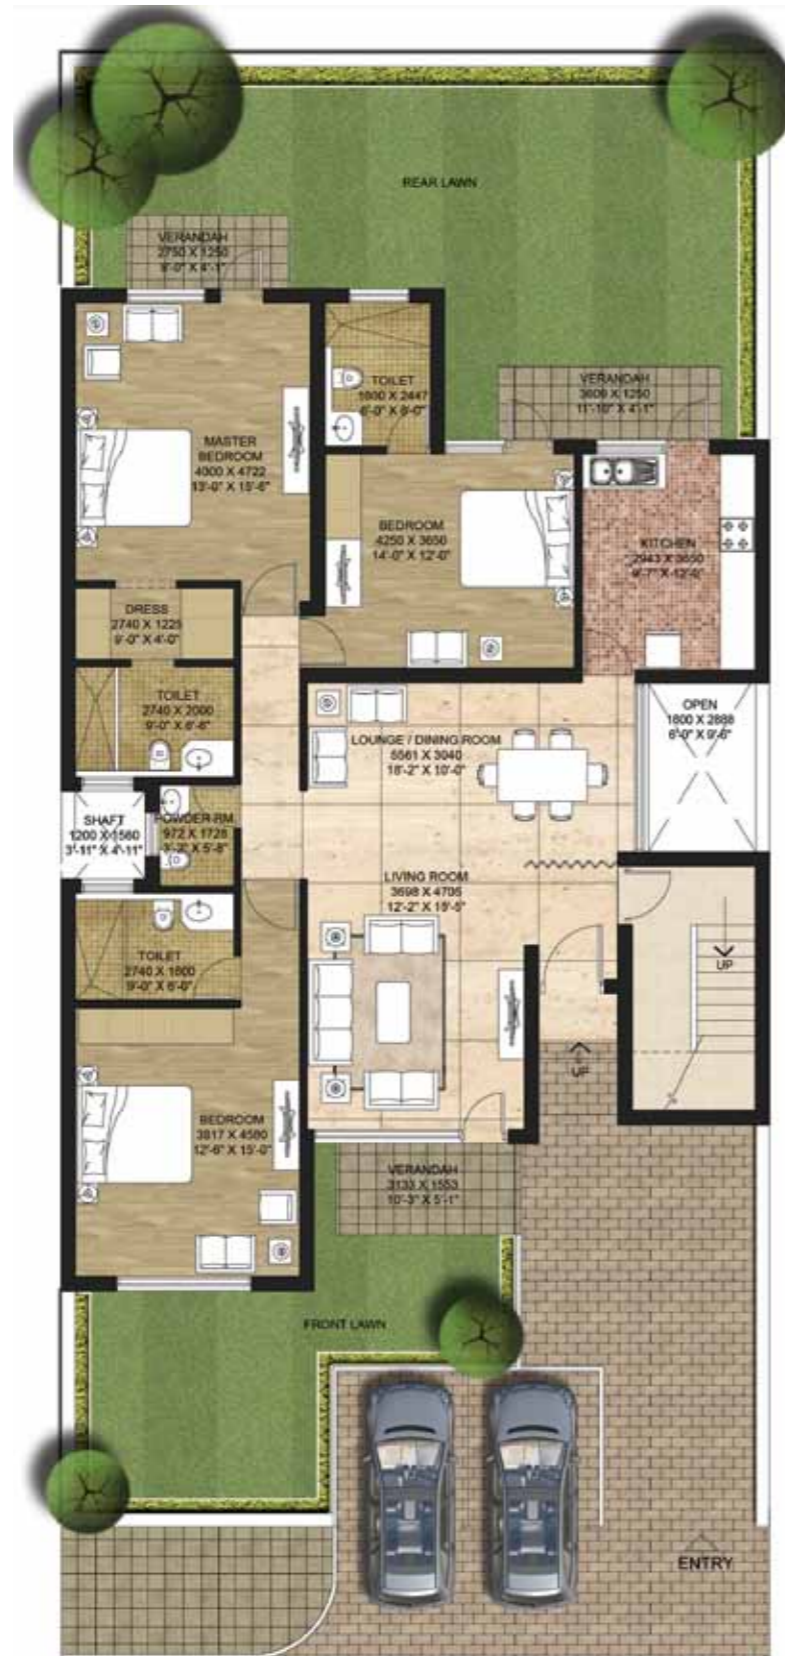 REAR LAWN
VERANDAH
2750 X 1250
9'-0" X 4'-1"
TOILET
1800 X 2447
6'-0" X 8'-0"
VERANDAH
3609 X 1250
11'-10" X 4'-1"
MASTER
BEDROOM
4000 X 4722
13'-0" X 15'-6"
BEDROOM
4250 X 3650
14'-0" X 12'-0"
KITCHEN
2943 X 3650
9'-7" X 12'-0"
DRESS
2740 X 1225
9'-0" X 4'-0"
TOILET
2740 X 2000
9'-0" X 6'-6"
OPEN
1800 X 2888
6'-0" X 9'-6"
LOUNGE / DINING ROOM
5561 X 3040
18'-2" X 10'-0"
SHAFT
1200 X 1560
3'-11" X 4'-11"
POWDER RM.
972 X 1728
3'-2" X 5'-8"
LIVING ROOM
3698 X 4705
12'-2" X 15'-5"
TOILET
2740 X 1800
9'-0" X 6'-0"
UP
UP
BEDROOM
3817 X 4580
12'-6" X 15'-0"
VERANDAH
3133 X 1553
10'-3" X 5'-1"
FRONT LAWN
ENTRY